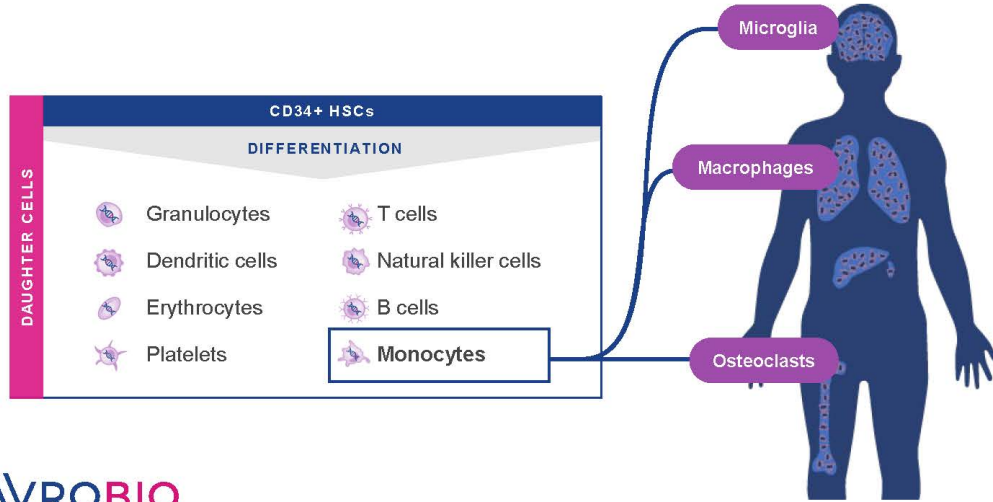 Microglia
CD34+ HSCs
DIFFERENTIATION
Macrophages
DAUGHTER CELLS
Granulocytes
T cells
Dendritic cells
Natural killer cells
Erythrocytes
B cells
Platelets
Monocytes
Osteoclasts
AVROBIO